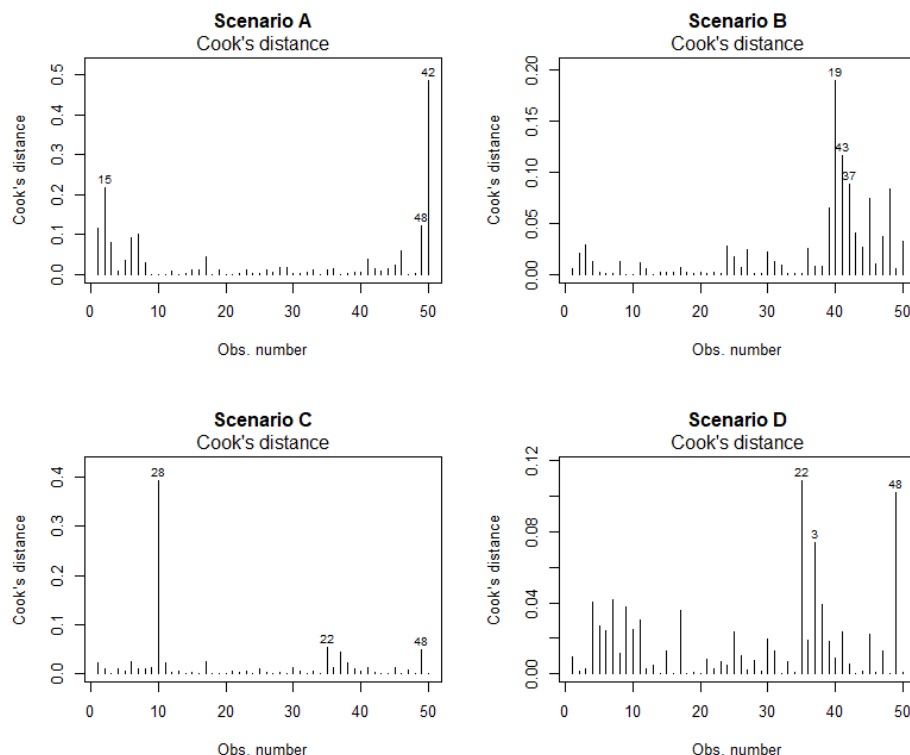 Scenario A
Cook's distance
Cook's distance
0.0 0.1 0.2 0.3 0.4 0.5
15
48
42
0 10 20 30 40 50
Obs. number
Scenario B
Cook's distance
Cook's distance
0.00 0.05 0.10 0.15 0.20
19
43
37
0 10 20 30 40 50
Obs. number
Scenario C
Cook's distance
Cook's distance
0.0 0.1 0.2 0.3 0.4
28
22
48
0 10 20 30 40 50
Obs. number
Scenario D
Cook's distance
Cook's distance
0.00 0.04 0.08 0.12
22
3
48
0 10 20 30 40 50
Obs. number